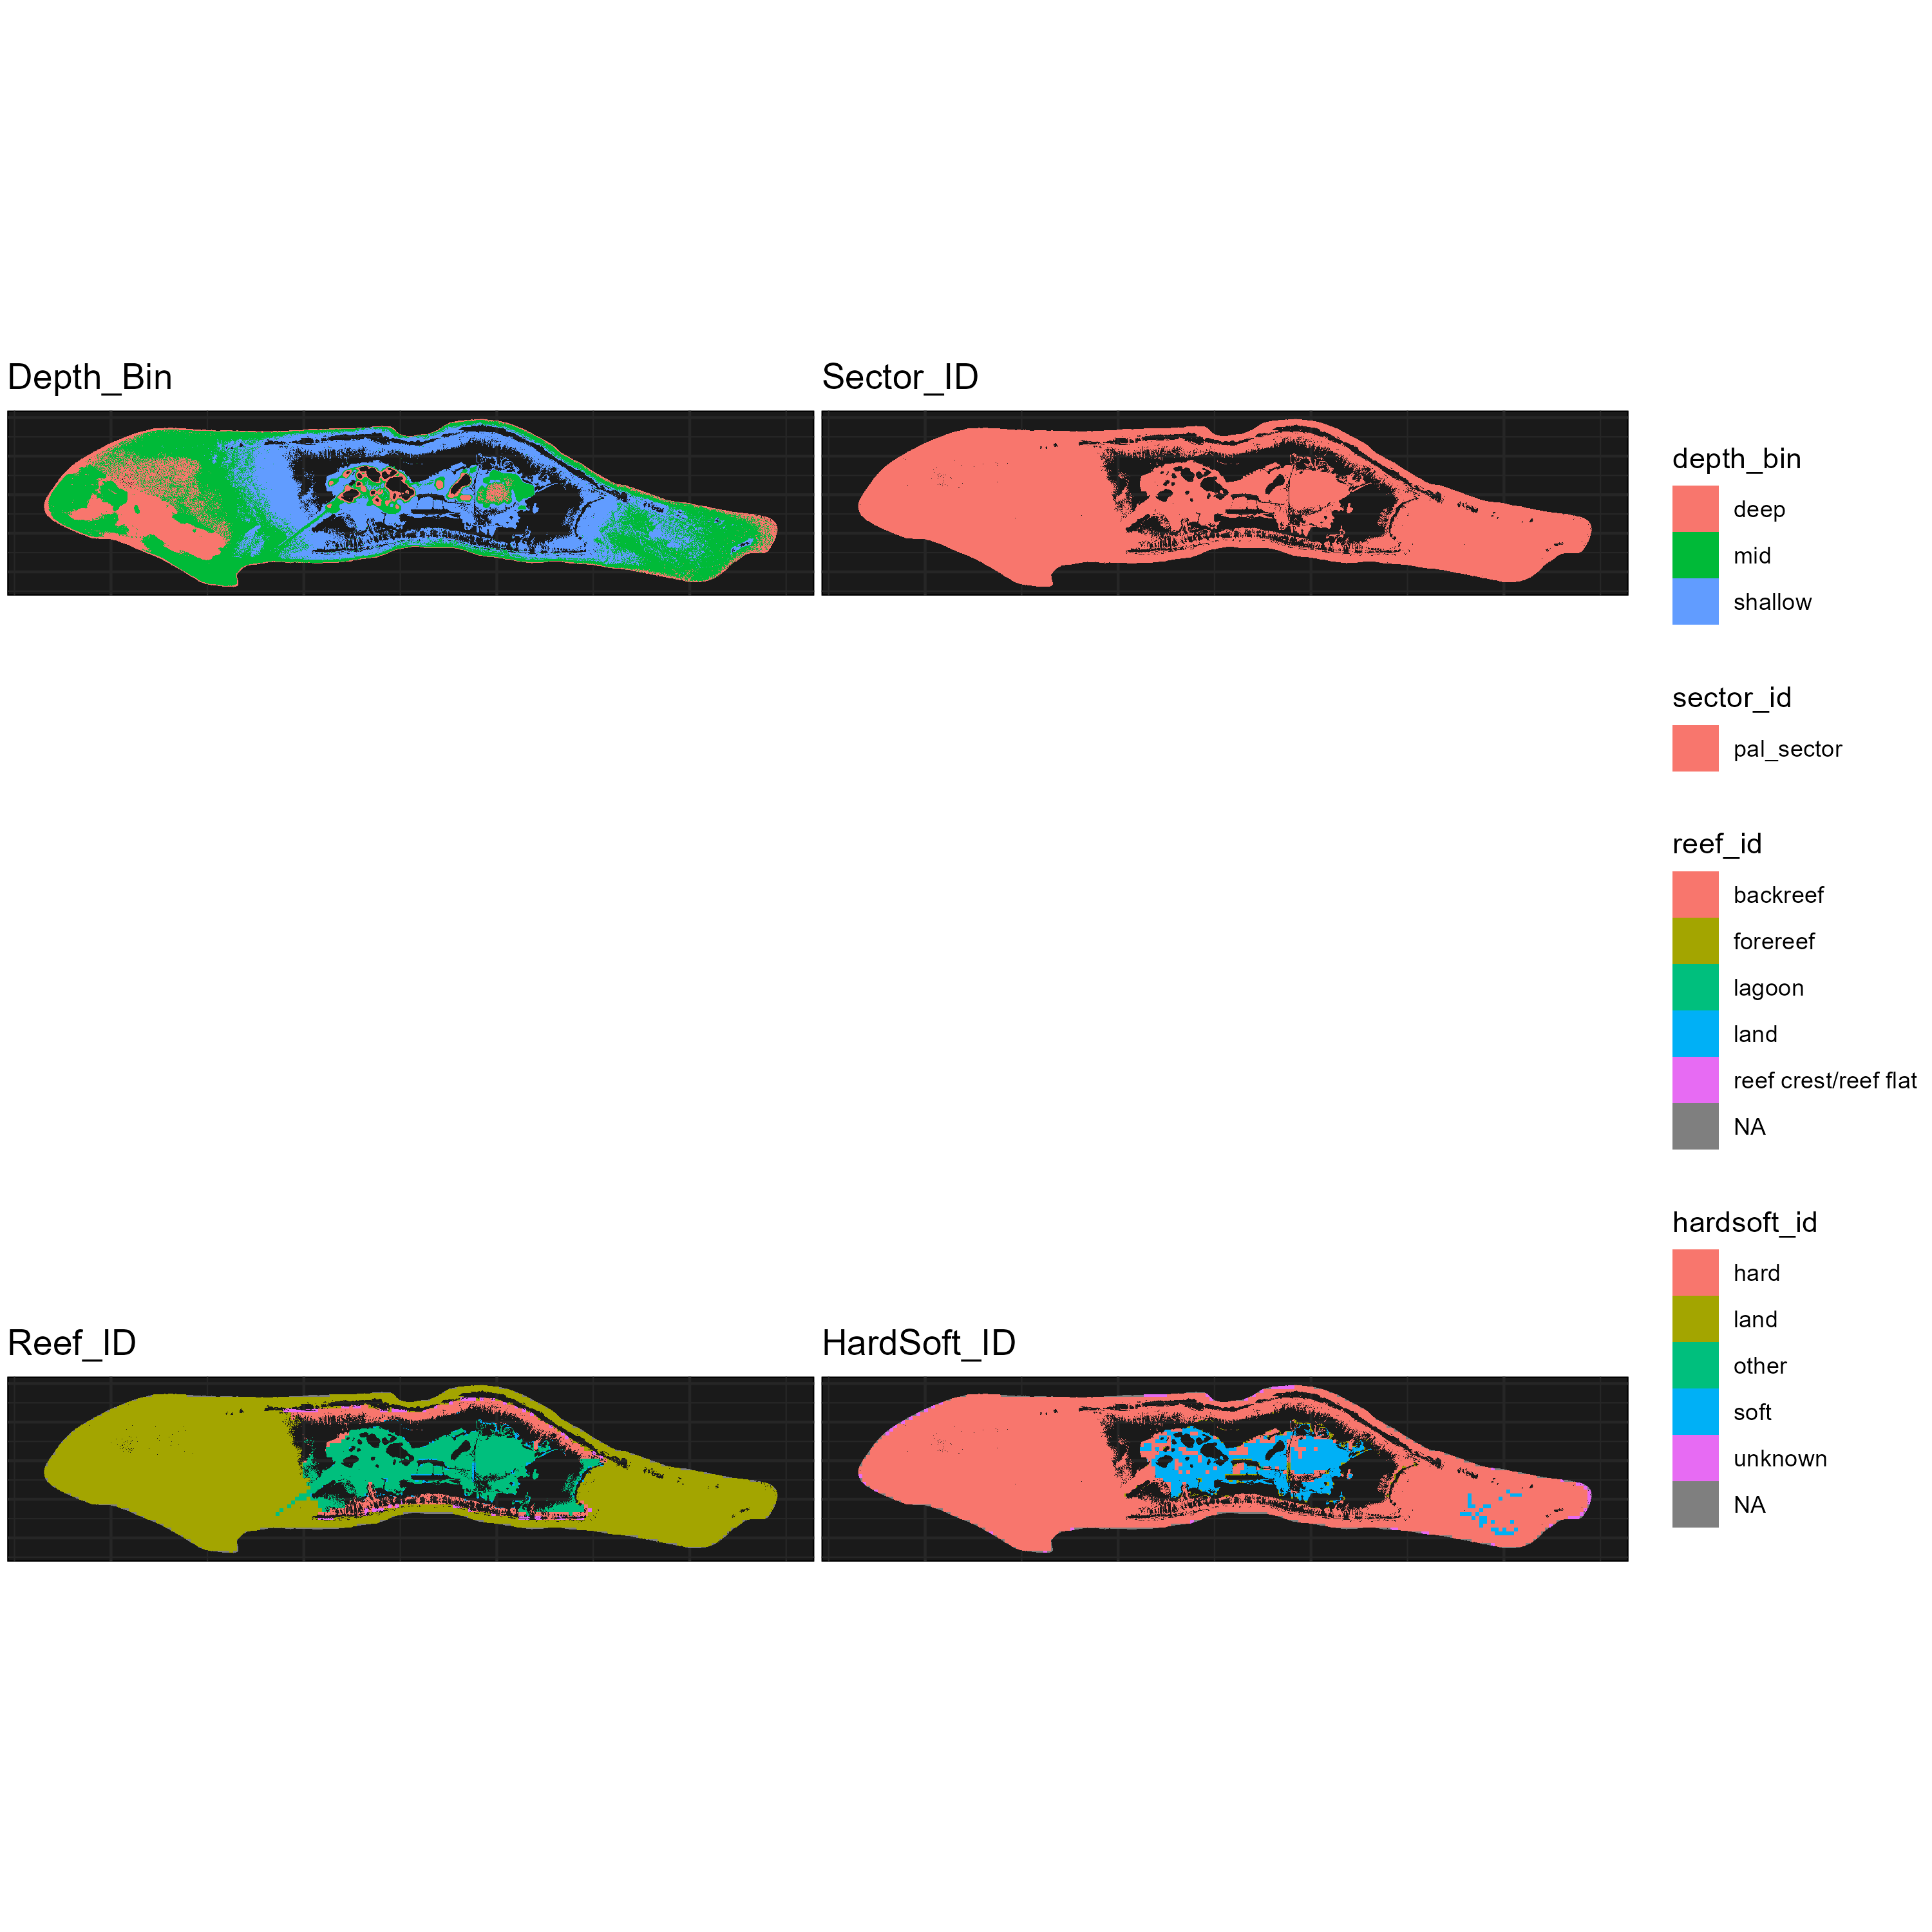 Depth_Bin
Sector_ID
depth_bin
deep
mid
shallow
sector_id
pal_sector
reef_id
backreef
forereef
lagoon
land
reef crest/reef flat
NA
hardsoft_id
hard
land
other
soft
unknown
NA
Reef_ID
HardSoft_ID